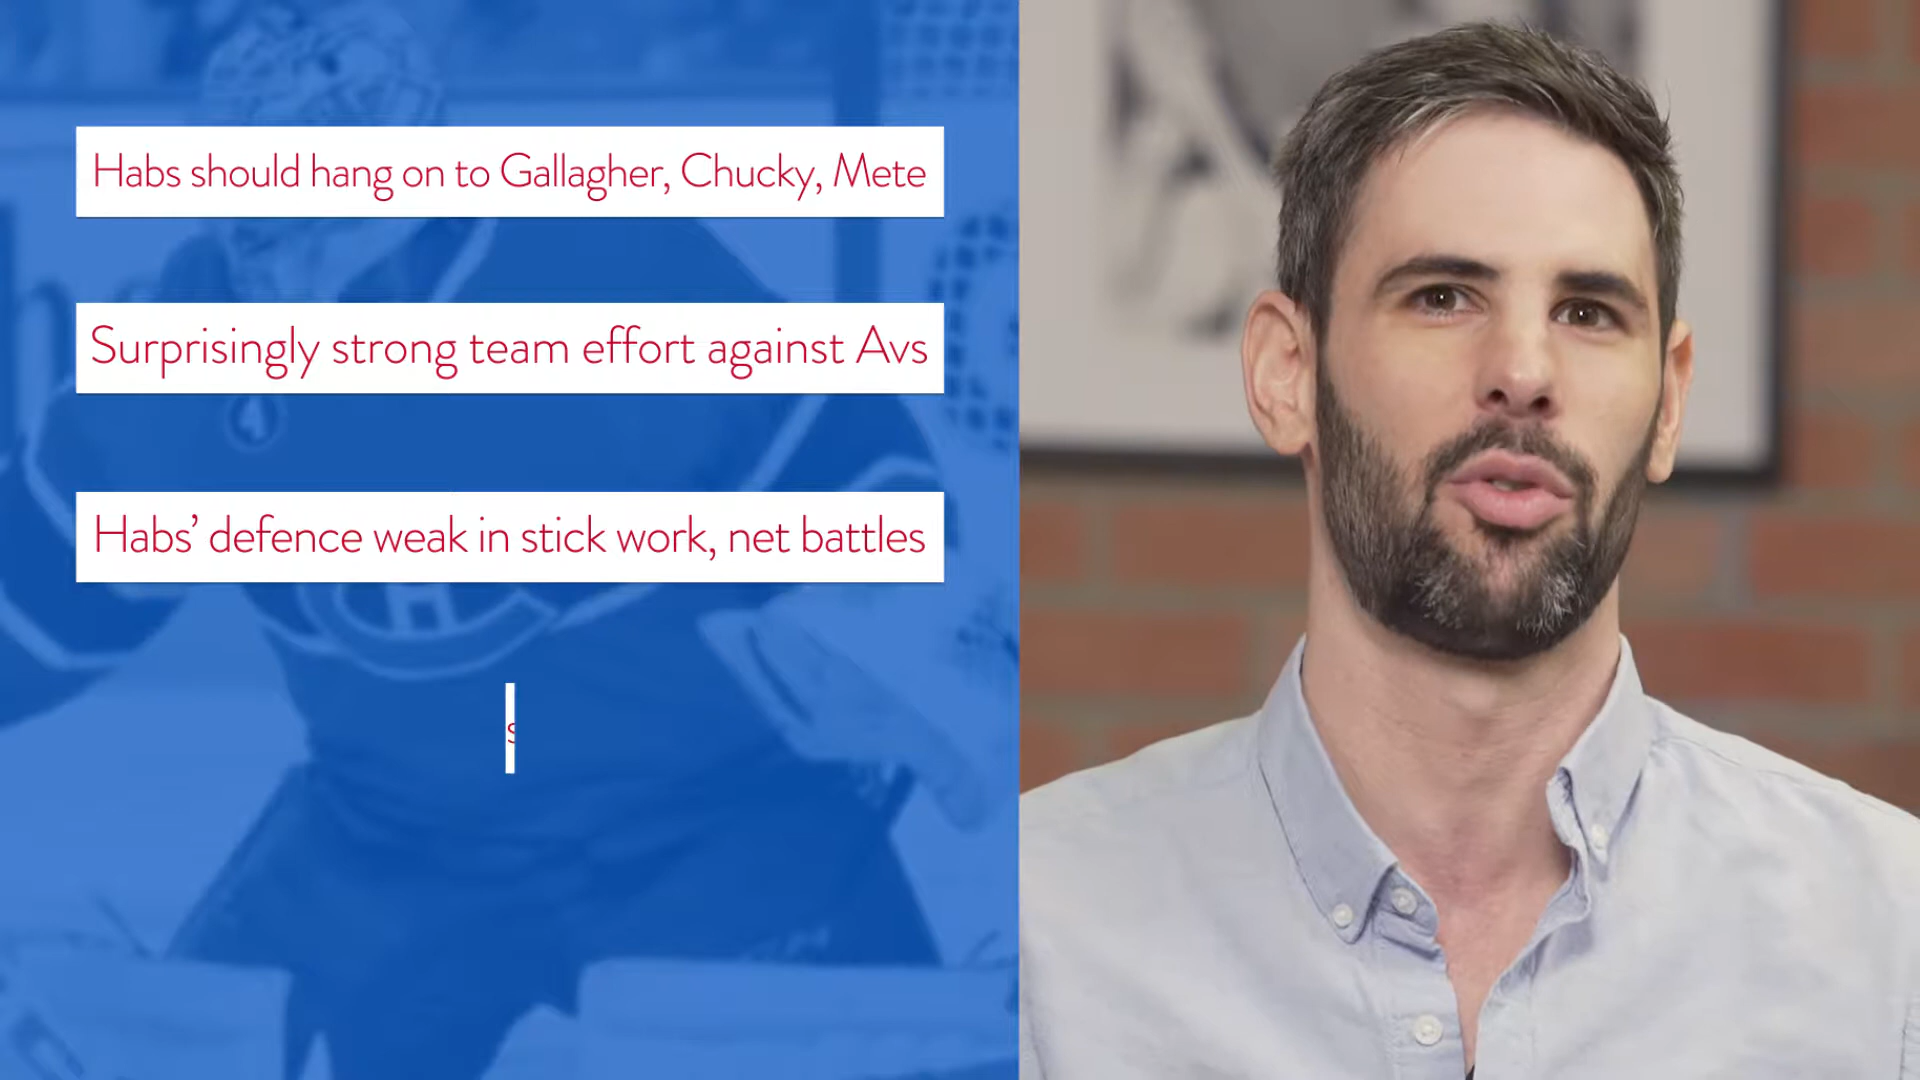 Habs should hang on to Gallagher, Chucky, Mete
Surprisingly strong team effort against Avs
Habs’ defence weak in stick work, net battles